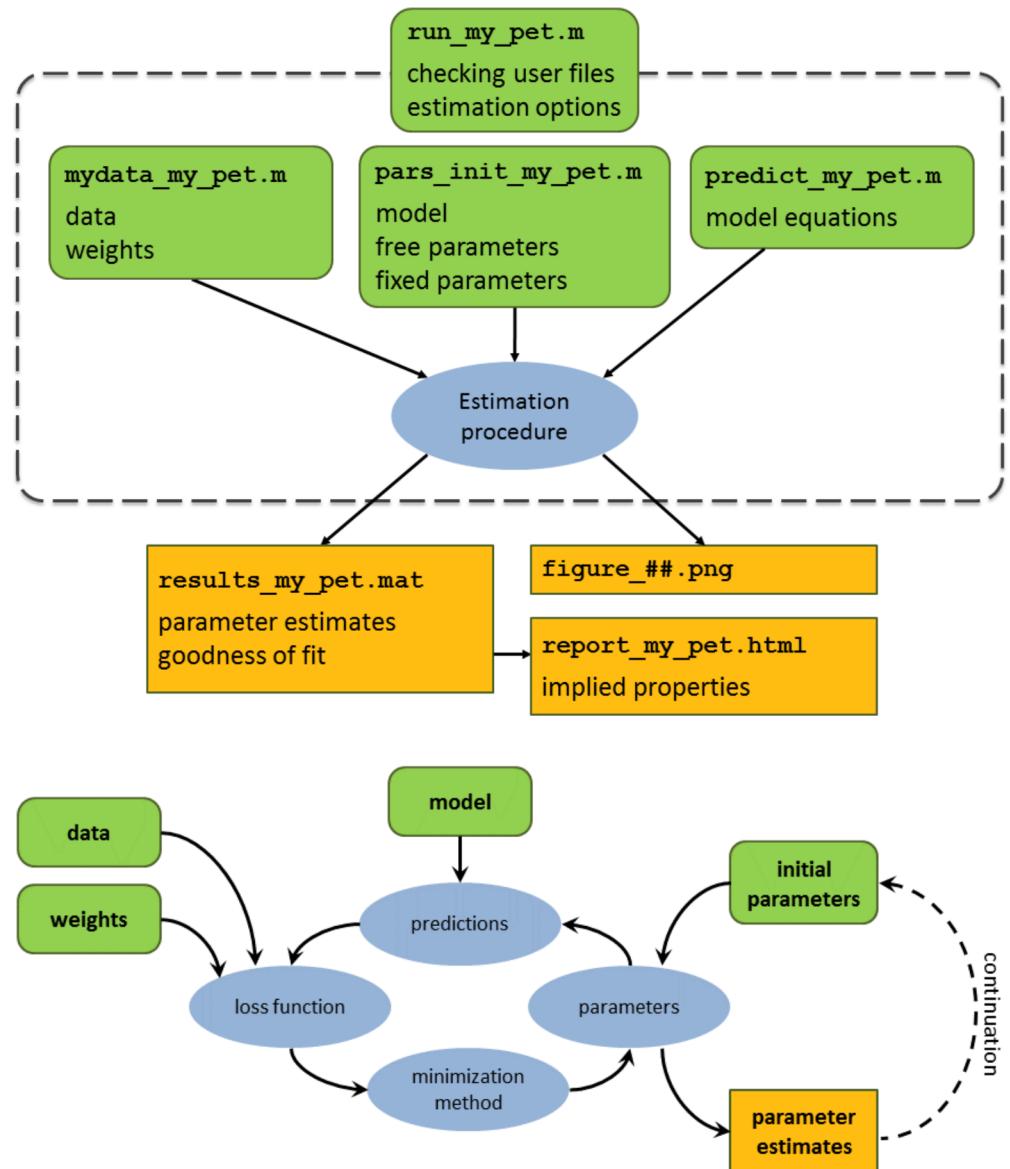 run_my_pet.m
checking user files
estimation options
mydata_my_pet.m
data
weights
pars_init_my_pet.m
model
free parameters
fixed parameters
predict_my_pet.m
model equations
Estimation
procedure
results_my_pet.mat
parameter estimates
goodness of fit
figure_##.png
report_my_pet.html
implied properties
data
weights
model
initial
parameters
predictions
loss function
parameters
minimization
method
continuation
parameter
estimates